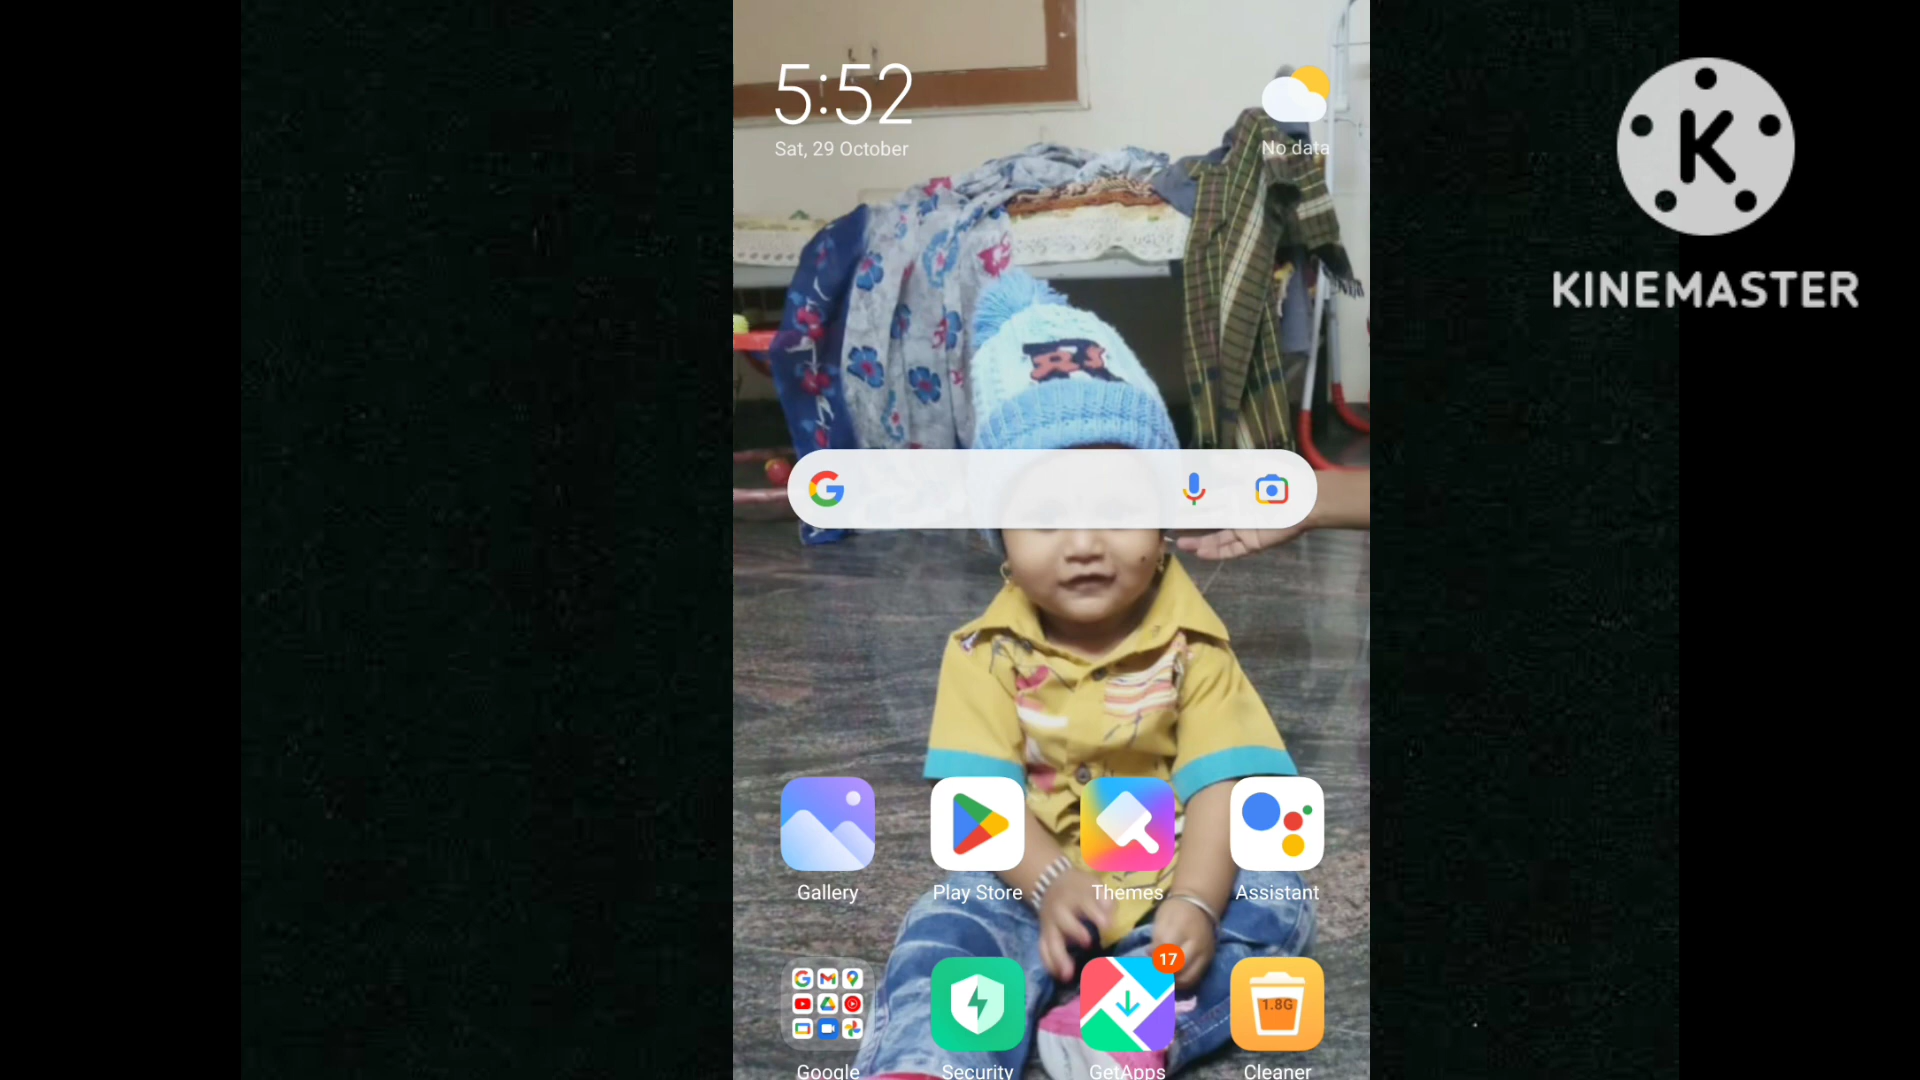 5:52
Sat, 29 October
No data
K
KINEMASTER
Gallery
Play Store
Themes
Assistant
17
1.8G
Google
Security
GetApps
Cleaner